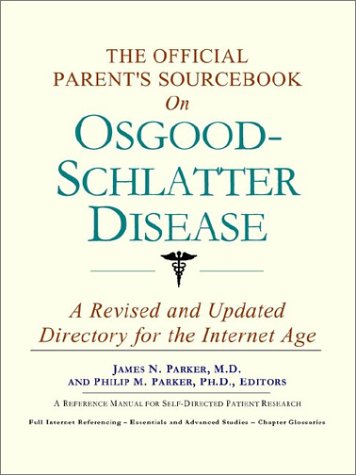 THE OFFICIAL
PARENT'S SOURCEBOOK
On
OSGOOD-
SCHLATTER
DISEASE
A Revised and Updated
Directory for the Internet Age
JAMES N. PARKER, M.D.
AND PHILIP M. PARKER, PH.D., EDITORS
A REFERENCE MANUAL FOR SELF-DIRECTED PATIENT RESEARCH
Full Internet Referencing – Essentials and Advanced Studies – Chapter Glossaries